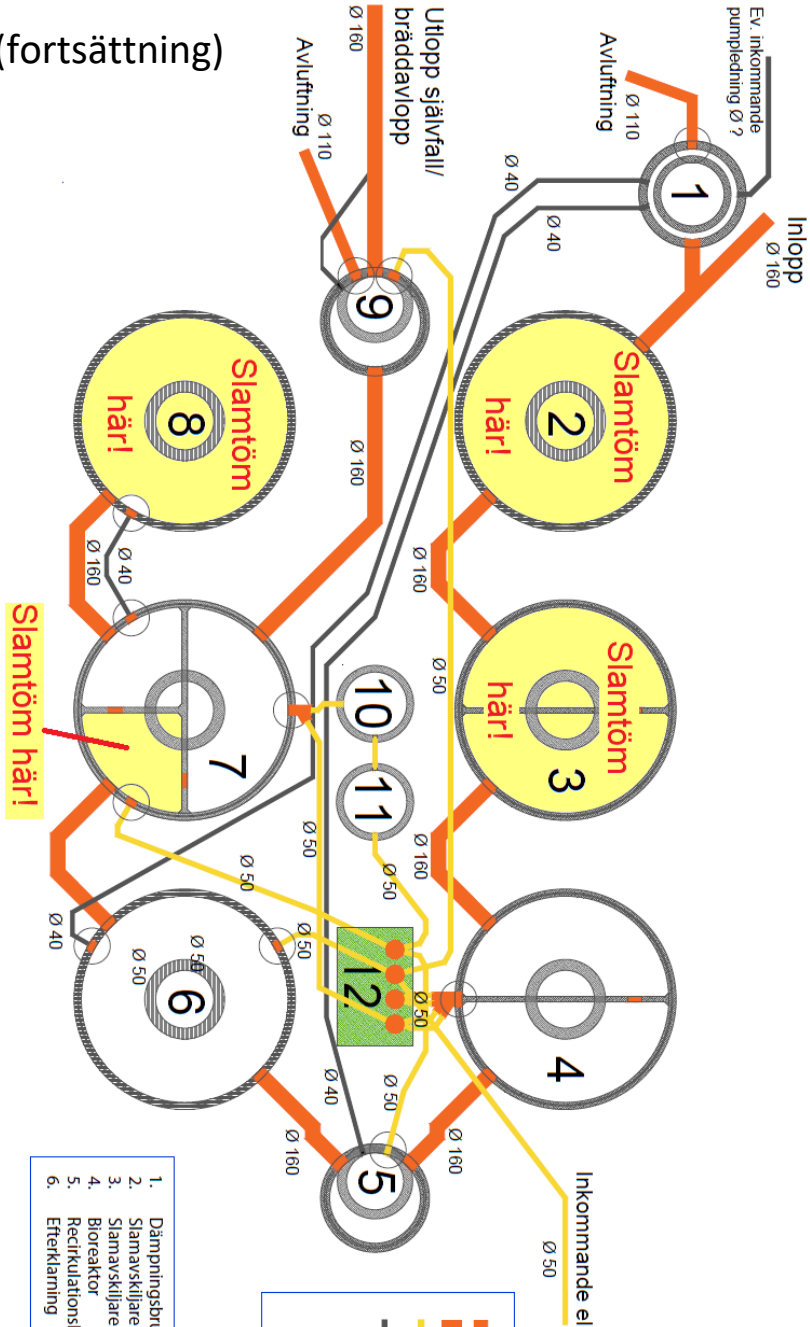 (fortsättning)
Ev. inkommande
pumpledning Ø ?
Avluftning
Ø 110
1
Inlopp
Ø 160
Utlopp självfall/
bräddavlopp
Ø 160
Avluftning
Ø 110
Ø 40
Ø 40
9
Ø 160
Slamtöm
2
här!
Slamtöm
8
här!
Ø 160
Ø 40
Ø 160
Ø 50
Slamtöm
här!
3
Slamtöm här!
7
10
11
Ø 160
Ø 50
Ø 50
Ø 50
Ø 40
Ø 50
Ø 50
Ø 50
6
12
Ø 50
4
Ø 40
Ø 50
Ø 160
Ø 160
5
Inkommande el
Ø 50
1. Dämpningsbru
2. Slamavskiljare
3. Slamavskiljare
4. Bioreaktor
5. Recirkulationsl
6. Efterklarning